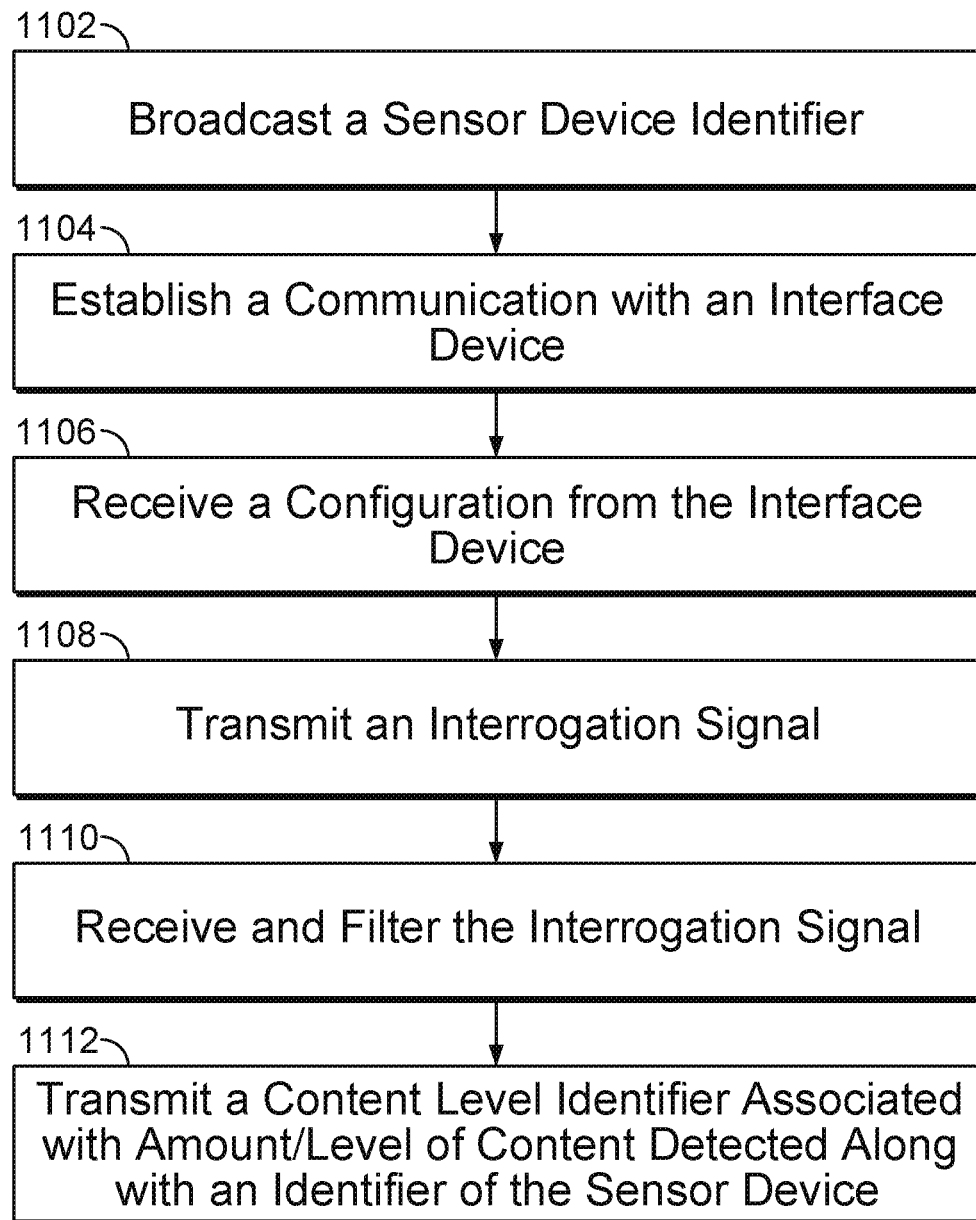 1102
Broadcast a Sensor Device Identifier
1104
Establish a Communication with an Interface
Device
1106
Receive a Configuration from the Interface
Device
1108
Transmit an Interrogation Signal
1110
Receive and Filter the Interrogation Signal
1112
Transmit a Content Level Identifier Associated
with Amount/Level of Content Detected Along
with an Identifier of the Sensor Device